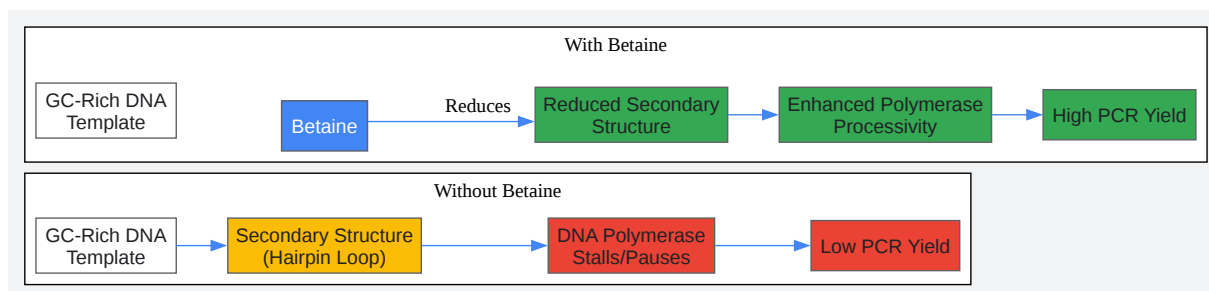 With Betaine
GC-Rich DNA
Template
Betaine
Reduces
Reduced Secondary
Structure
Enhanced Polymerase
Processivity
High PCR Yield
Without Betaine
GC-Rich DNA
Template
Secondary Structure
(Hairpin Loop)
DNA Polymerase
Stalls/Pauses
Low PCR Yield